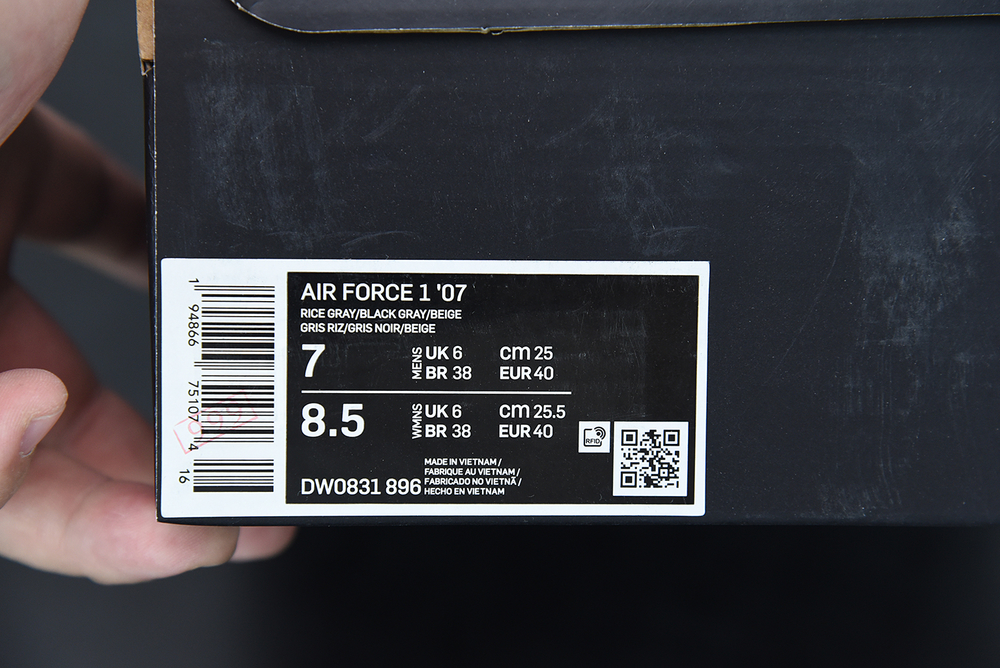 AIR FORCE 1 '07
RICE GRAY/BLACK GRAY/BEIGE
GRIS RIZ/GRIS NOIR/BEIGE
7 MENS UK 6 cm 25
BR 38 EUR 40
8.5 WMNS UK 6 cm 25.5
BR 38 EUR 40
RFID
DW0831 896
MADE IN VIETNAM /
FABRIQUE AU VIETNAM /
FABRICADO NO VIETNÃ /
HECHO EN VIETNAM
1 94866 75107 4 16